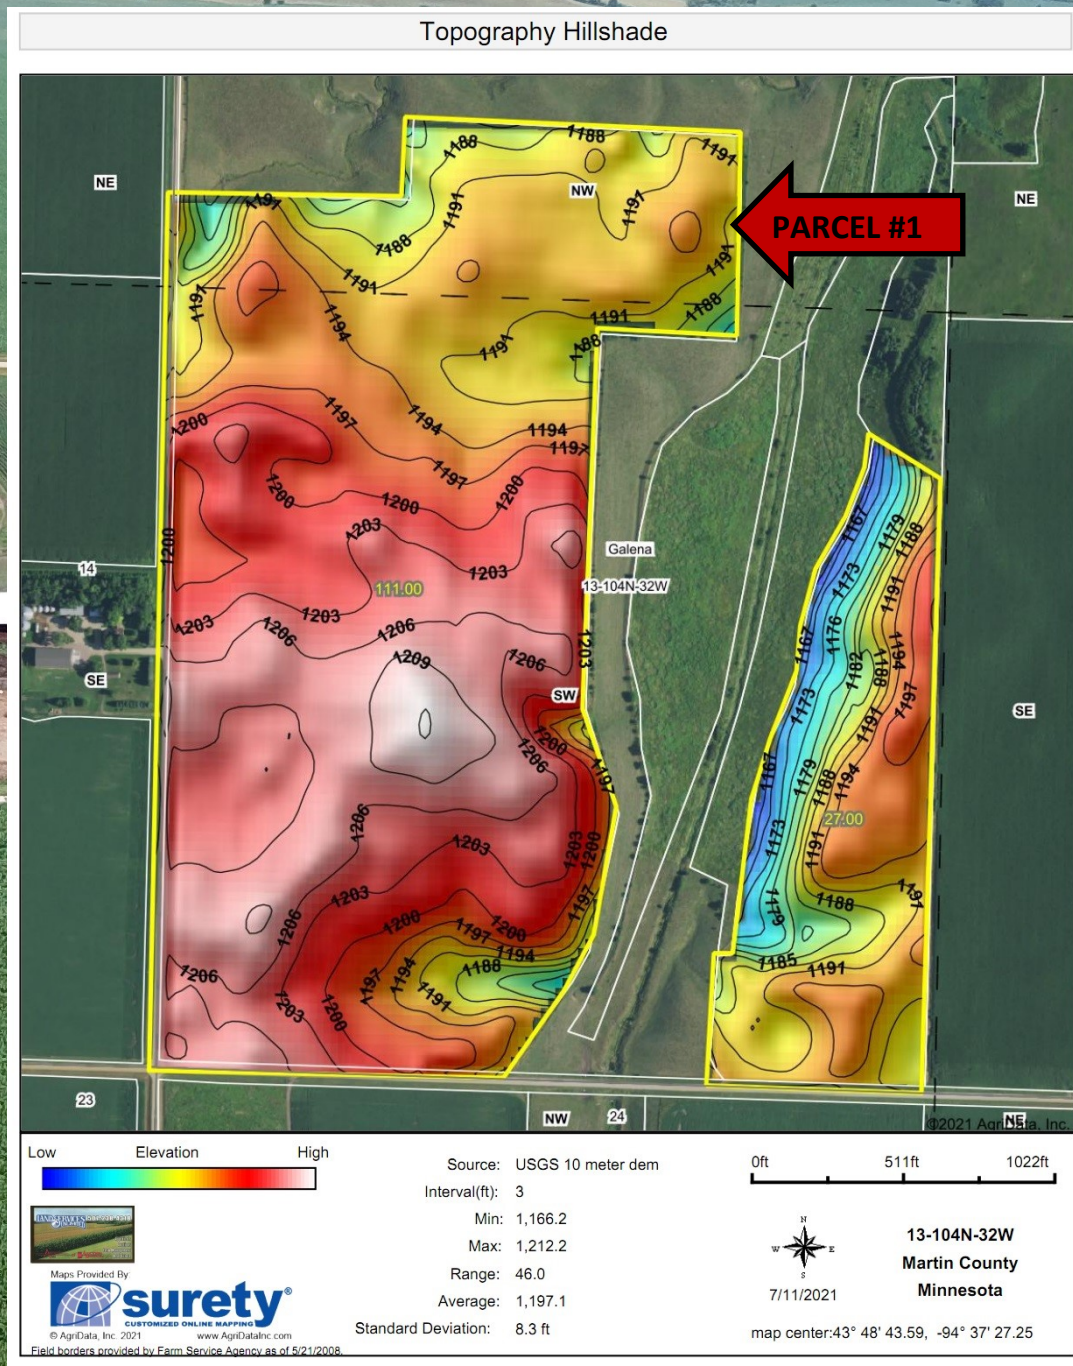 Topography Hillshade
1188
1188
1191
NE
NW
NE
1191
1191
1197
PARCEL #1
1188
1191
1191
1197
1191
1188
1194
1191
1191
1188
1200
1197
1194
1194
1197
1197
1200
1200
1200
1203
1167
1179
1188
1200
Galena
14
1203
13-104N-32W
1173
1191
111.00
1203
1203
1206
1206
1203
1167
1176
1194
1209
1206
1182
1188
SE
SW
1197
SE
1173
1191
1200
1206
1197
1167
1179
1188
1194
27.00
1206
1203
1203
1200
1173
1191
1203
1197
1191
1188
1206
1200
1197
1200
1179
1194
1188
1185
1191
1206
1197
1194
1191
1203
1200
23
NW
24
NE
©2021 AgriData, Inc.
Low
Elevation
High
Source: USGS 10 meter dem
Interval(ft): 3
Min: 1,166.2
Max: 1,212.2
Range: 46.0
Average: 1,197.1
Standard Deviation: 8.3 ft
0ft 511ft 1022ft
N
W E
S
7/11/2021
13-104N-32W
Martin County
Minnesota
map center:43° 48' 43.59, -94° 37' 27.25
Maps Provided By
surety®
CUSTOMIZED ONLINE MAPPING
© AgriData, Inc. 2021 www.AgriDataInc.com
Field borders provided by Farm Service Agency as of 5/21/2008.